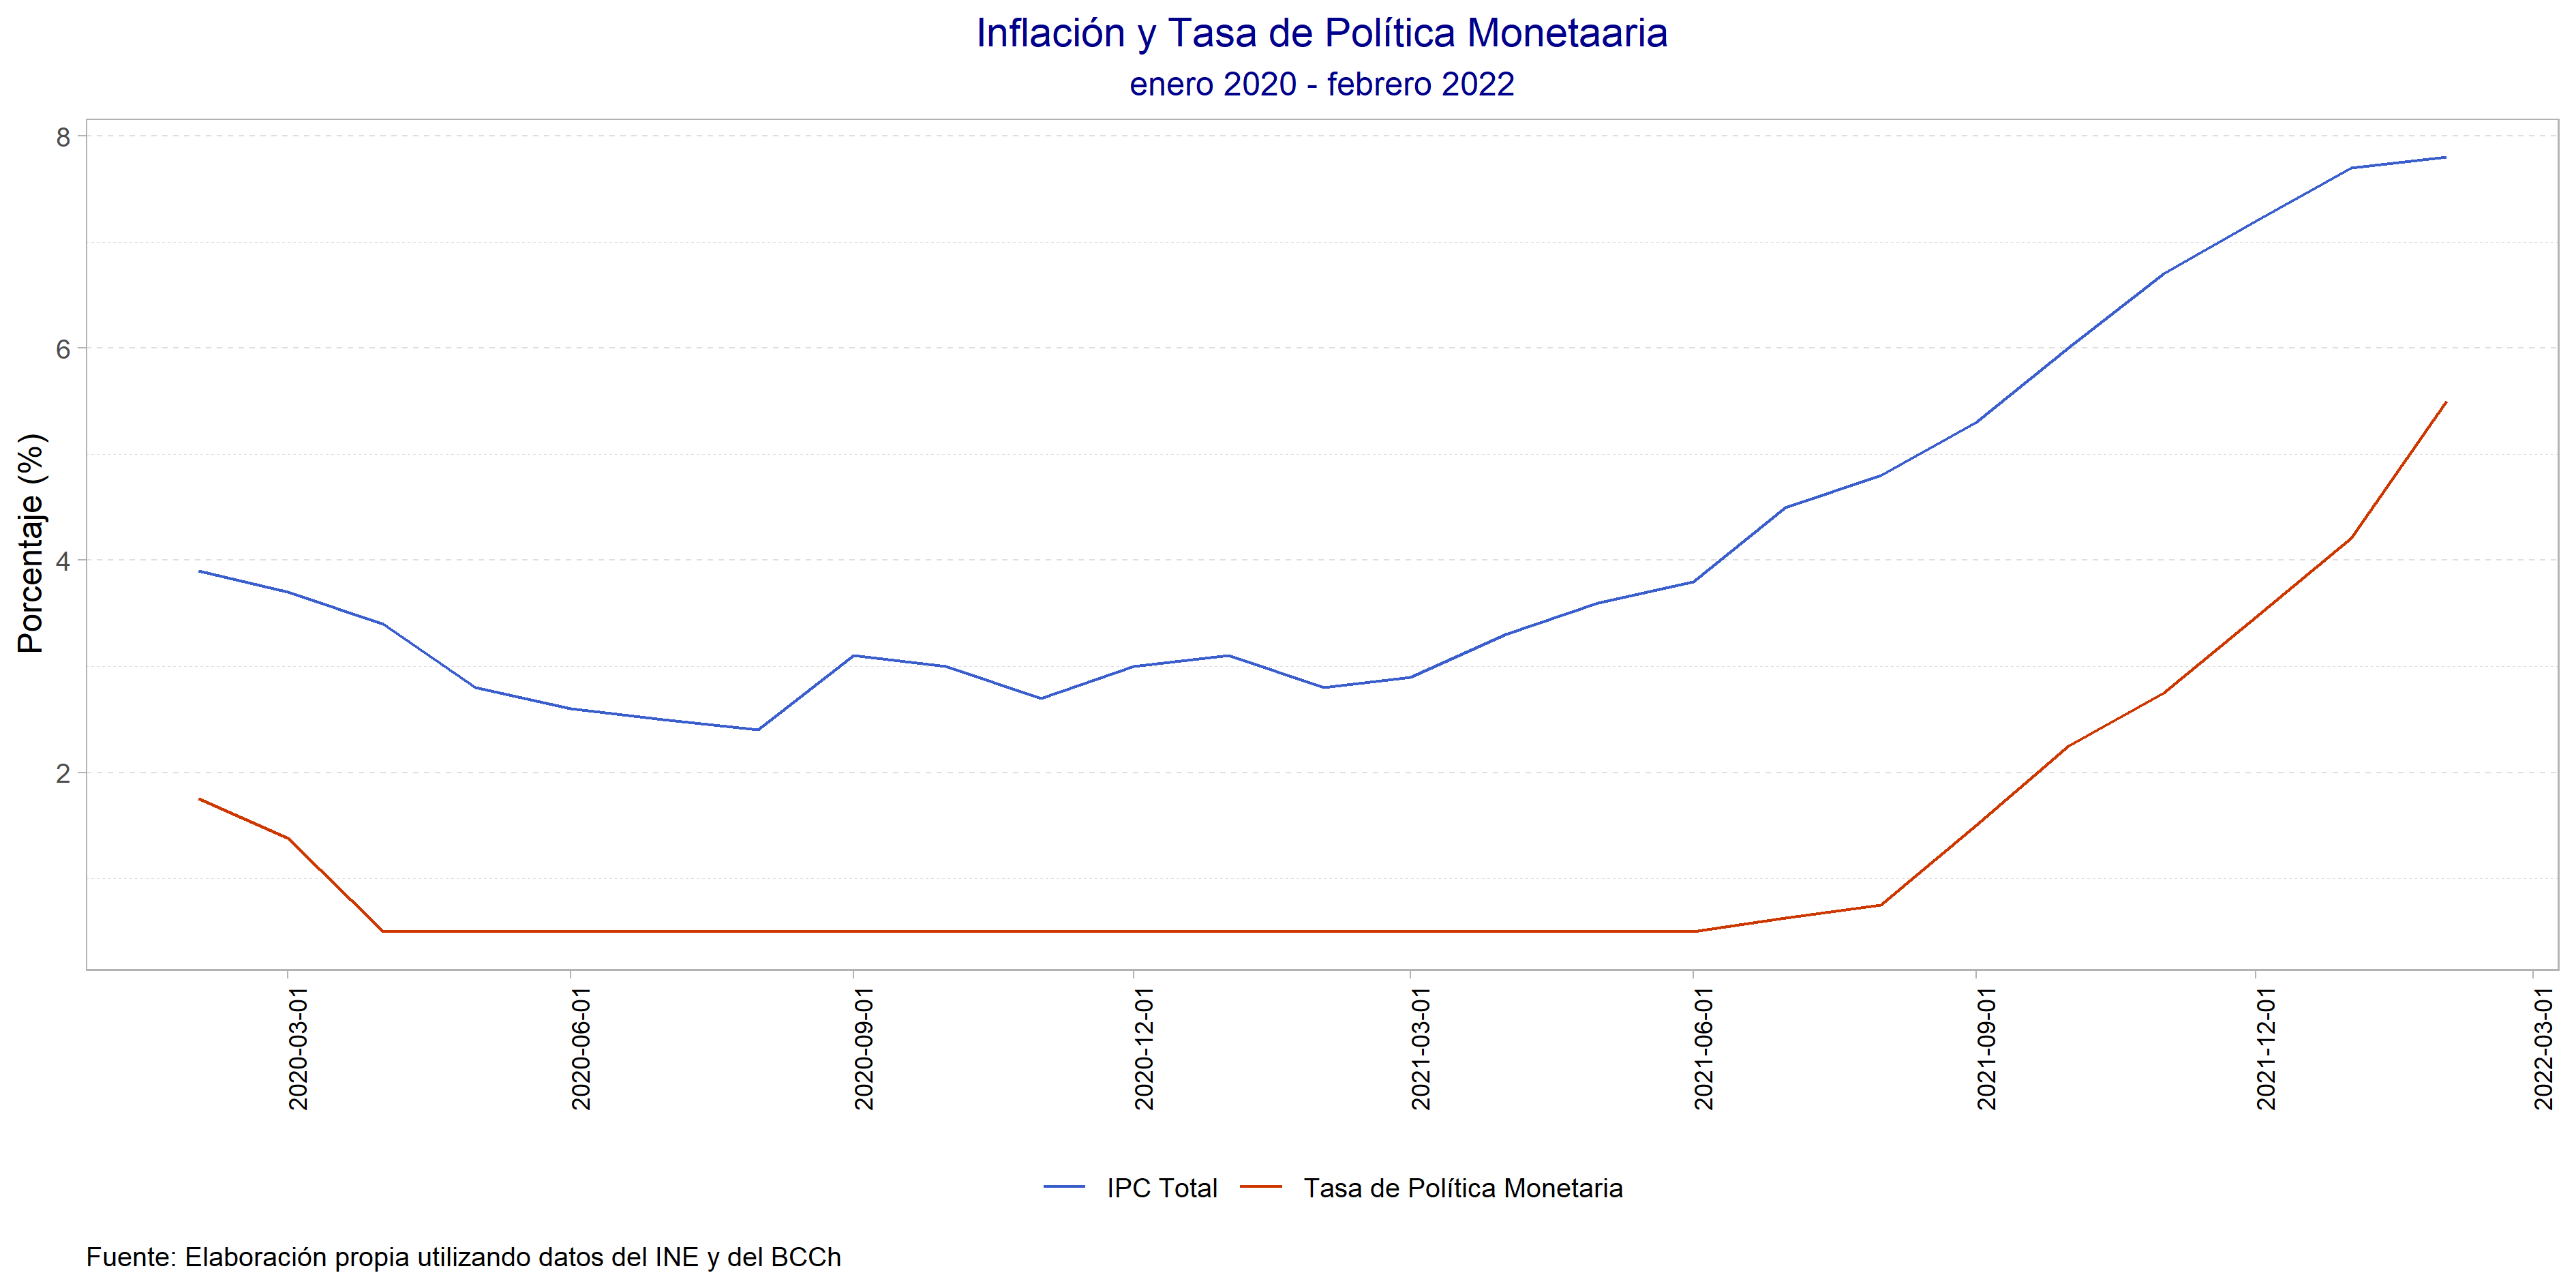 Inflación y Tasa de Política Monetaaria
enero 2020 - febrero 2022
Porcentaje (%)
8
6
4
2
2020-03-01
2020-06-01
2020-09-01
2020-12-01
2021-03-01
2021-06-01
2021-09-01
2021-12-01
2022-03-01
IPC Total
Tasa de Política Monetaria
Fuente: Elaboración propia utilizando datos del INE y del BCCh